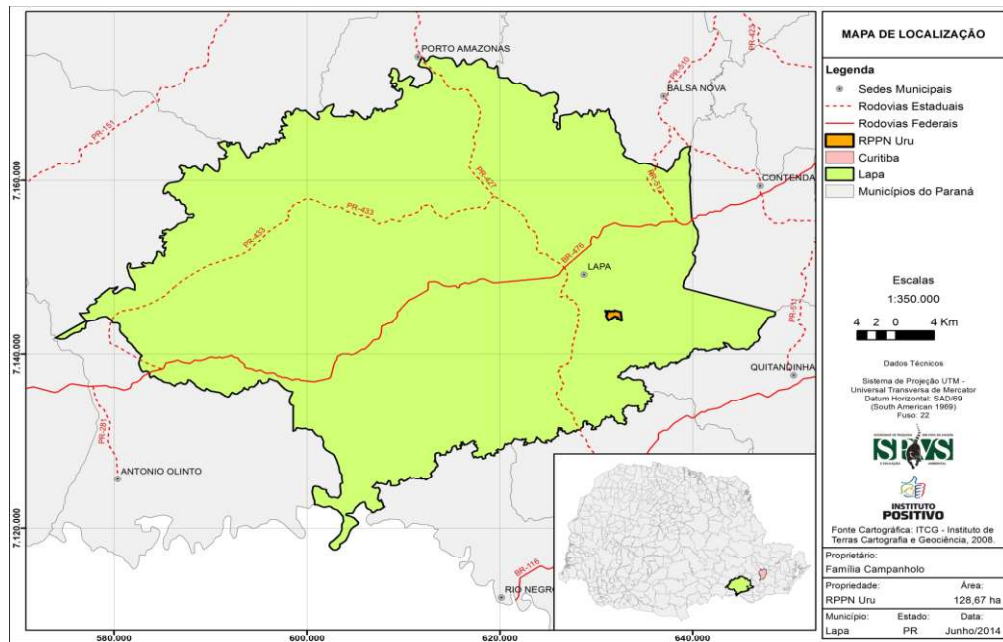 MAPA DE LOCALIZAÇÃO
Legenda
Sedes Municipais
Rodovias Estaduais
Rodovias Federais
RPPN Uru
Curitiba
Lapa
Municípios do Paraná
Escalas
1:350.000
4 2 0 4 Km
Dados Técnicos
Sistema de Projeção UTM -
Universal Transversa de Mercator
Datum Horizontal: SAD/69
(South American 1969)
Fuso: 22
SPVS
INSTITUTO
POSITIVO
Fonte Cartográfica: ITCG - Instituto de
Terras Cartografia e Geociência, 2008.
Proprietário:
Família Campanholo
Propriedade: Área:
RPPN Uru 128,67 ha
Município: Estado: Data:
Lapa PR Junho/2014
PORTO AMAZONAS
BALSA NOVA
CONTENDA
LAPA
QUITANDINHA
ANTONIO OLINTO
RIO NEGRO
PR-151
PR-427
PR-433
PR-433
PR-510
PR-423
BR-476
PR-511
PR-281
BR-116
7.160.000
7.140.000
7.120.000
580.000
600.000
620.000
640.000